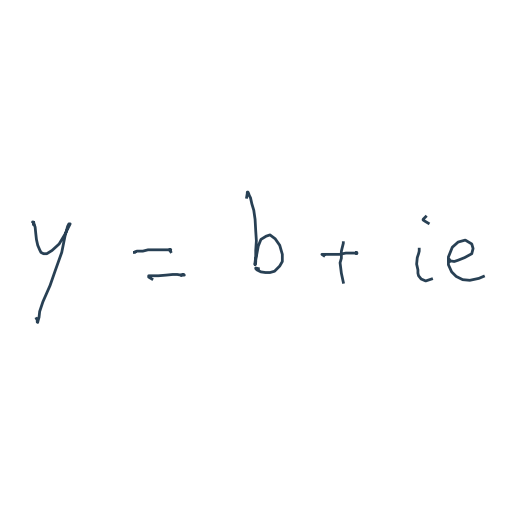 y = b + ie